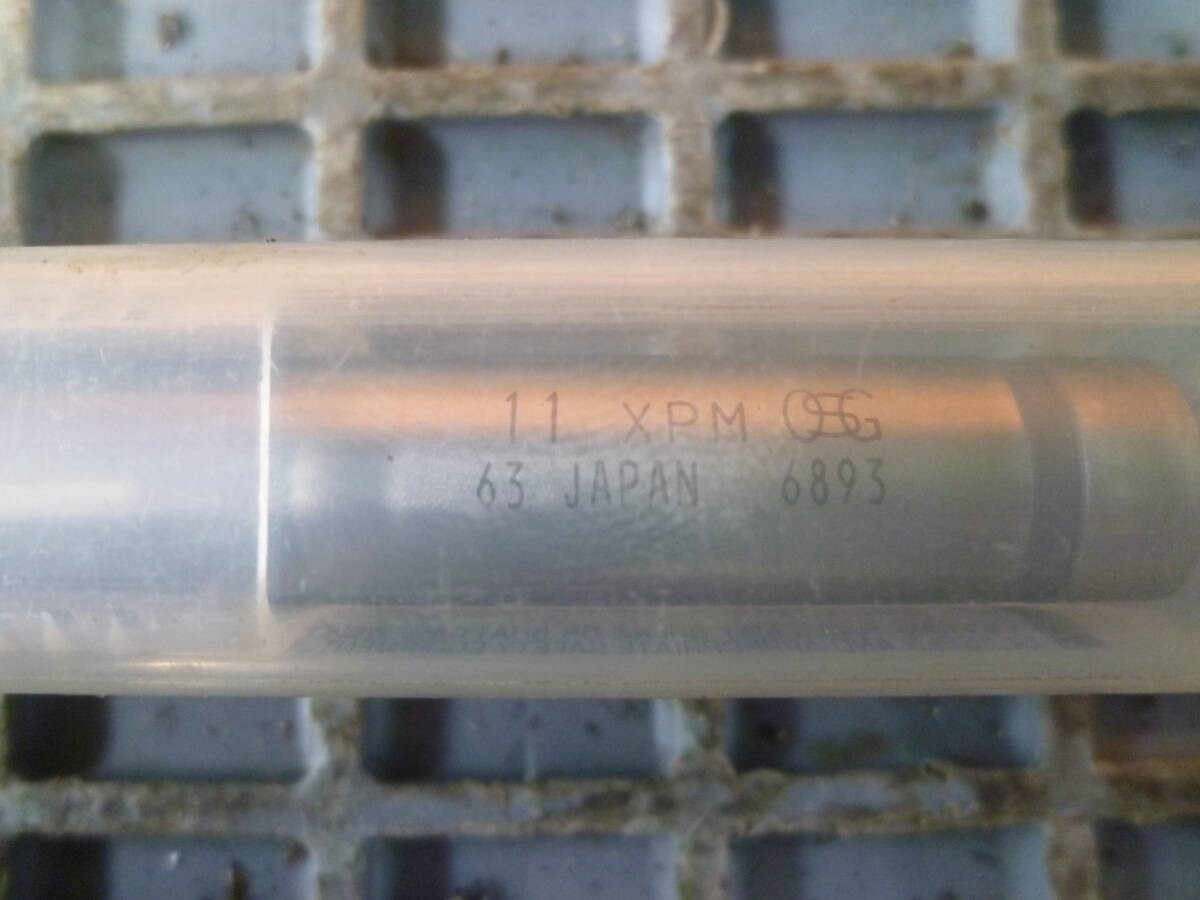 11 XPM OSG
63 JAPAN 6893